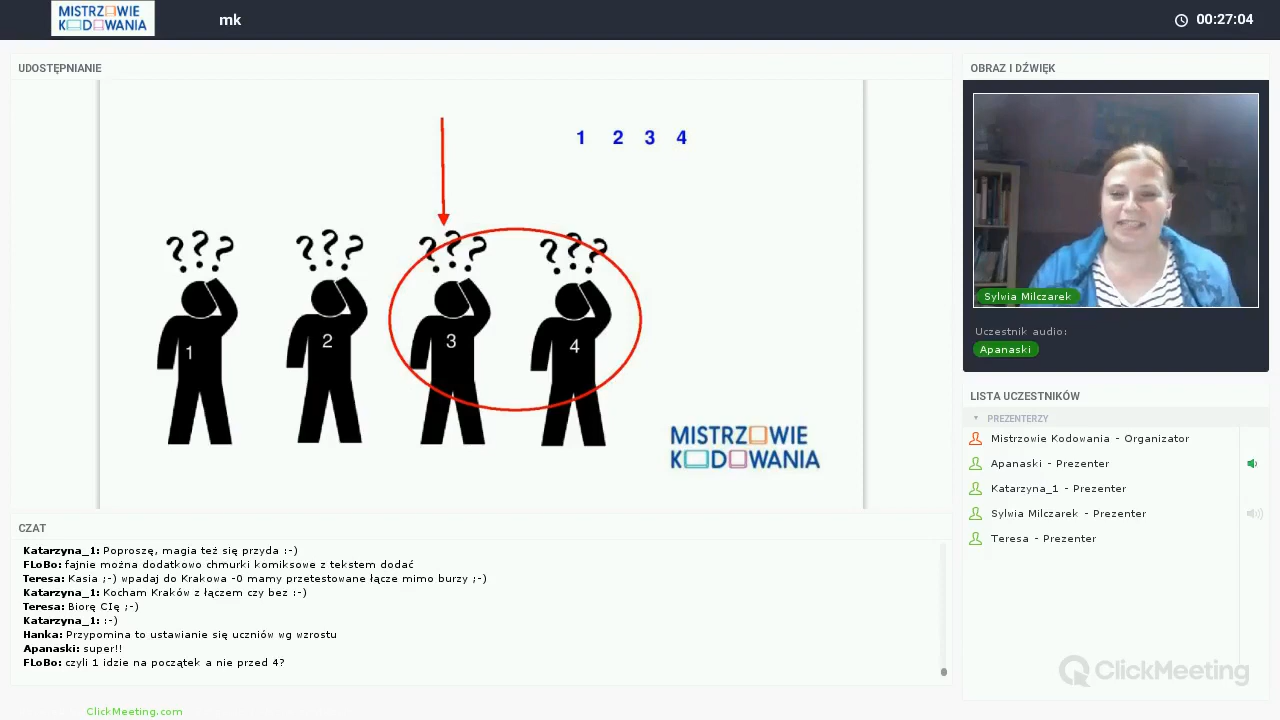 MISTRZOWIE
KODOWANIA
mk
00:27:04
UDOSTĘPNIANIE
1 2 3 4
? ? ? ? ? ? ? ? ? ? ? ?
1 2 3 4
MISTRZOWIE
KODOWANIA
OBRAZ I DŹWIĘK
Sylwia Milczarek
Uczestnik audio:
Apanaski
LISTA UCZESTNIKÓW
PREZENTERZY
Mistrzowie Kodowania - Organizator
Apanaski - Prezenter
Katarzyna_1 - Prezenter
Sylwia Milczarek - Prezenter
Teresa - Prezenter
CZAT
Katarzyna_1: Poproszę, magia też się przyda :-)
FLoBo: fajnie można dodatkowo chmurki komiksowe z tekstem dodać
Teresa: Kasia ;-) wpadaj do Krakowa -0 mamy przetestowane łącze mimo burzy ;-)
Katarzyna_1: Kocham Kraków z łączem czy bez :-)
Teresa: Biorę CIę ;-)
Katarzyna_1: :-)
Hanka: Przypomina to ustawianie się uczniów wg wzrostu
Apanaski: super!!
FLoBo: czyli 1 idzie na początek a nie przed 4?
ClickMeeting
ClickMeeting.com